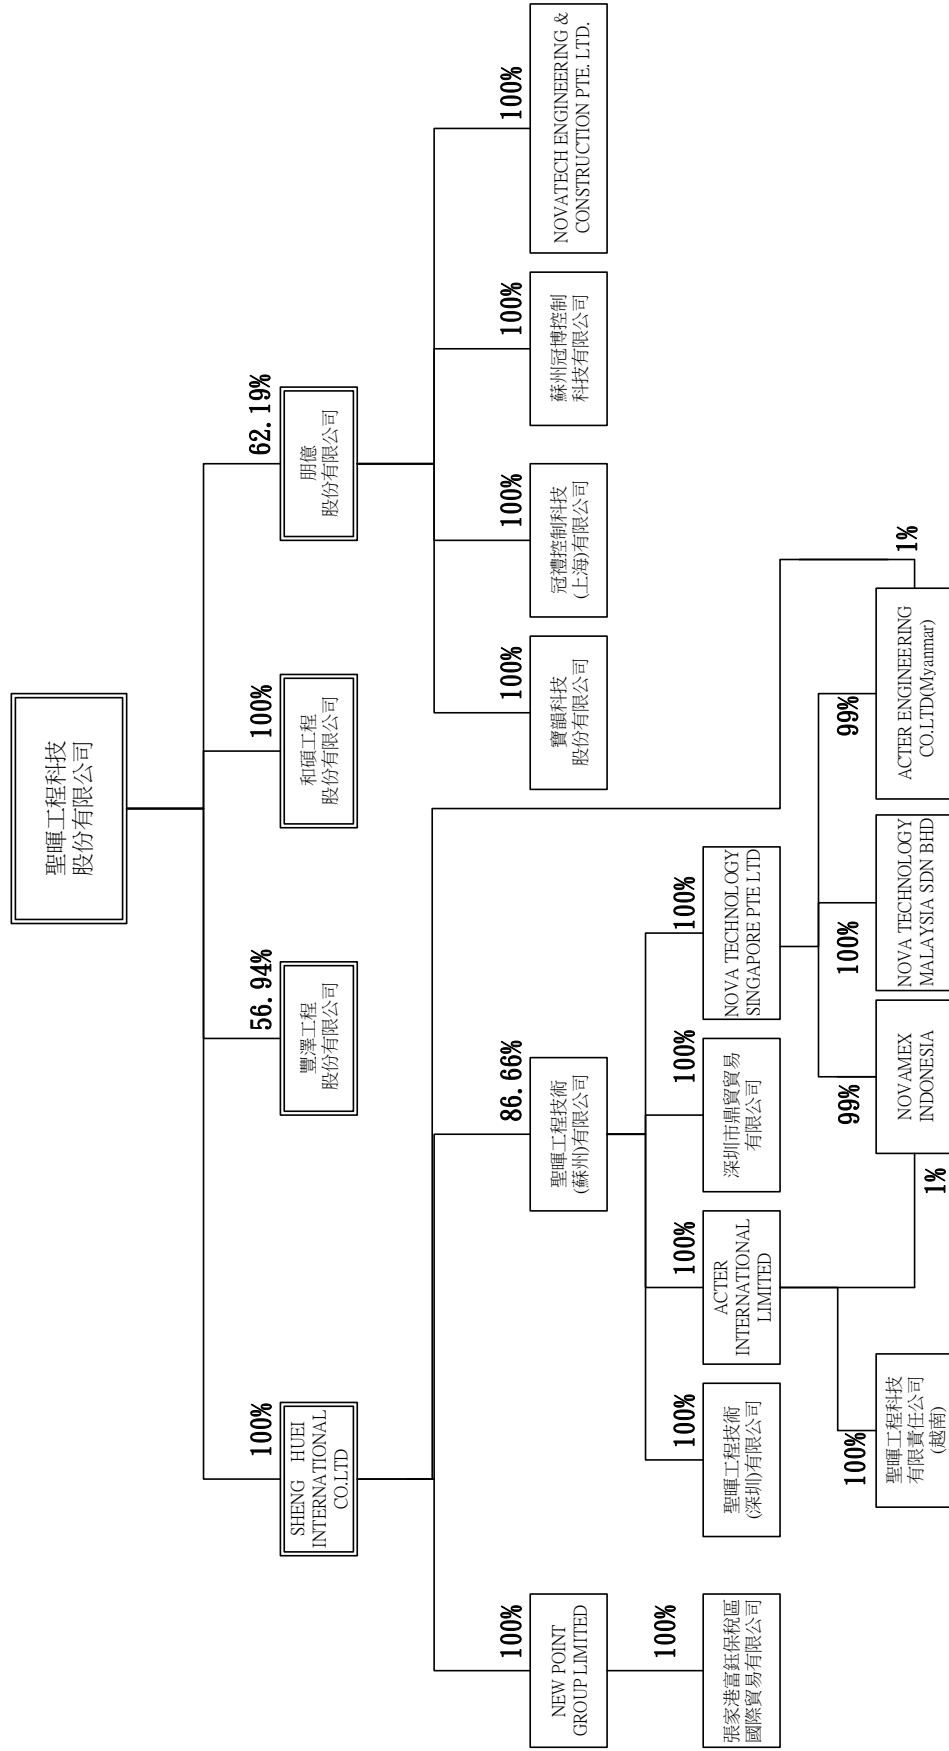 聖暉工程科技
股份有限公司
100%
SHENG HUEI
INTERNATIONAL
CO.LTD
56.94%
豐澤工程
股份有限公司
100%
和碩工程
股份有限公司
62.19%
朋億
股份有限公司
100%
NEW POINT
GROUP LIMITED
86.66%
聖暉工程技術
(蘇州)有限公司
100%
寶韻科技
股份有限公司
100%
冠禮控制科技
(上海)有限公司
100%
蘇州冠博控制
科技有限公司
100%
NOVATECH ENGINEERING &
CONSTRUCTION PTE. LTD.
100%
張家港富鈺保稅區
國際貿易有限公司
100%
聖暉工程技術
(深圳)有限公司
100%
ACTER
INTERNATIONAL
LIMITED
100%
深圳市鼎貿貿易
有限公司
100%
NOVA TECHNOLOGY
SINGAPORE PTE LTD
100%
聖暉工程科技
有限責任公司
(越南)
1%
99%
NOVAMEX
INDONESIA
100%
NOVA TECHNOLOGY
MALAYSIA SDN BHD
99%
ACTER ENGINEERING
CO.LTD(Myanmar)
1%